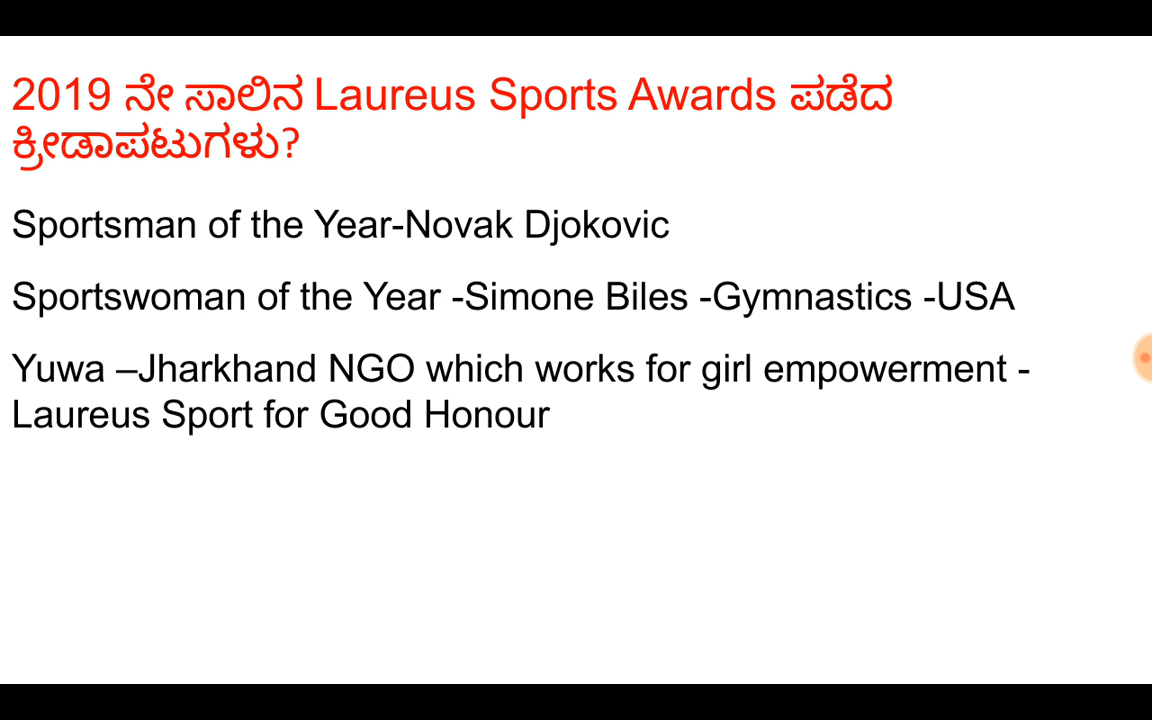 2019 ನೇ ಸಾಲಿನ Laureus Sports Awards ಪಡೆದ
ಕ್ರೀಡಾಪಟುಗಳು?
Sportsman of the Year-Novak Djokovic
Sportswoman of the Year -Simone Biles -Gymnastics -USA
Yuwa –Jharkhand NGO which works for girl empowerment -
Laureus Sport for Good Honour